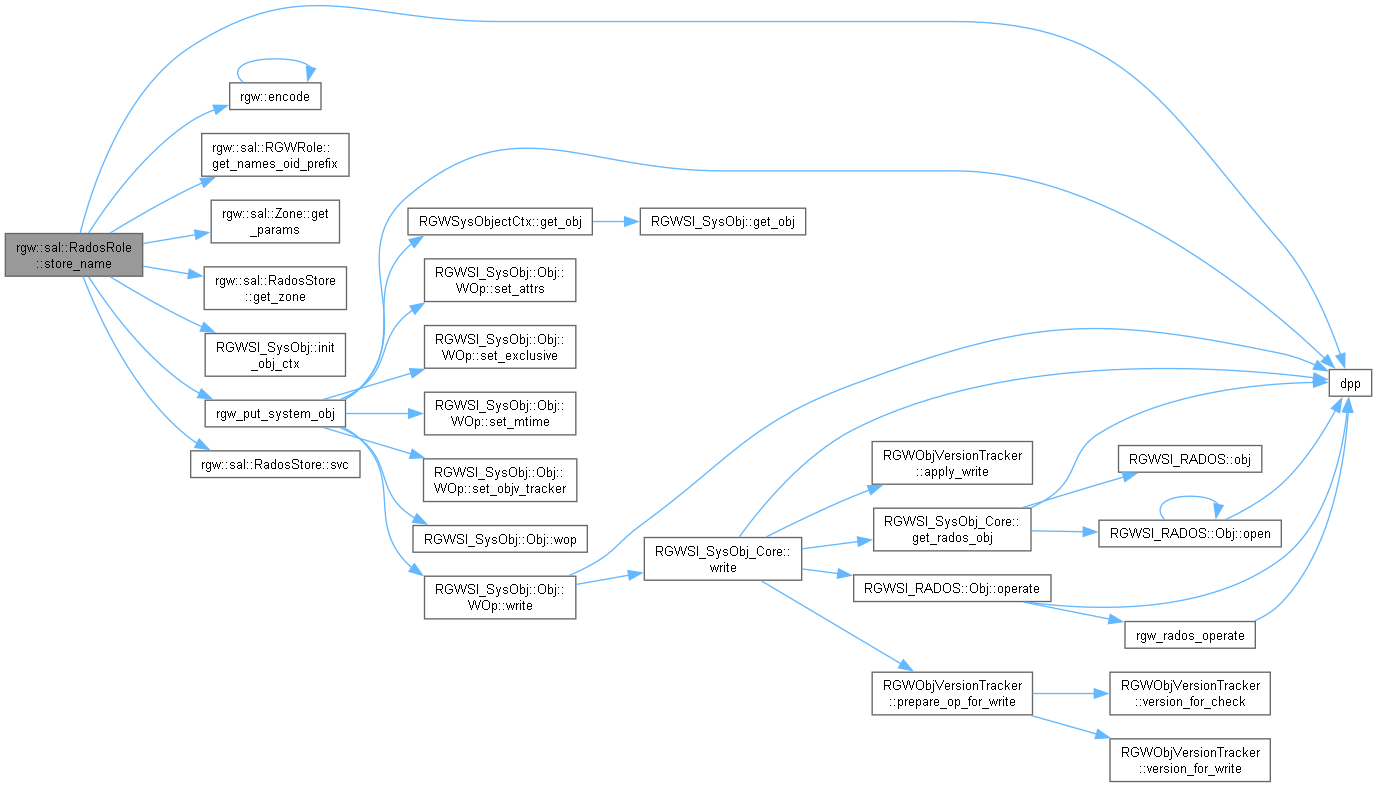 rgw::sal::RadosRole
::store_name
rgw::encode
rgw::sal::RGWRole::
get_names_oid_prefix
rgw::sal::Zone::get
_params
rgw::sal::RadosStore
::get_zone
RGWSI_SysObj::init
_obj_ctx
rgw_put_system_obj
rgw::sal::RadosStore::svc
RGWSysObjectCtx::get_obj
RGWSI_SysObj::get_obj
RGWSI_SysObj::Obj::
WOp::set_attrs
RGWSI_SysObj::Obj::
WOp::set_exclusive
RGWSI_SysObj::Obj::
WOp::set_mtime
RGWSI_SysObj::Obj::
WOp::set_objv_tracker
RGWSI_SysObj::Obj::wop
RGWSI_SysObj::Obj::
WOp::write
RGWSI_SysObj_Core::
write
RGWObjVersionTracker
::apply_write
RGWSI_SysObj_Core::
get_rados_obj
RGWSI_RADOS::Obj::operate
RGWObjVersionTracker
::prepare_op_for_write
RGWSI_RADOS::obj
RGWSI_RADOS::Obj::open
rgw_rados_operate
RGWObjVersionTracker
::version_for_check
RGWObjVersionTracker
::version_for_write
dpp